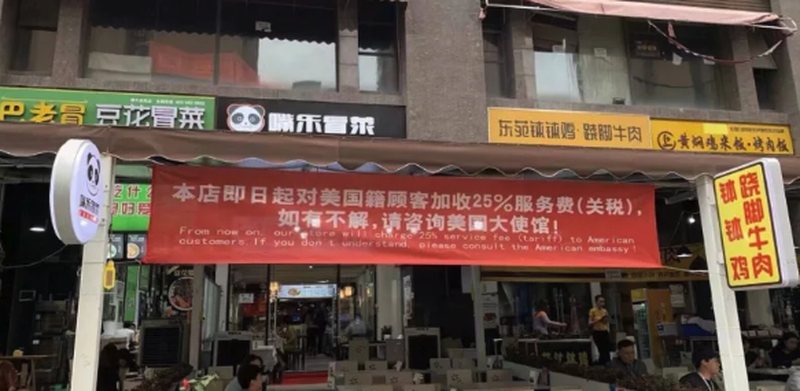 巴老冒 豆花冒菜
嘴乐冒菜
东苑钵钵鸡·跷脚牛肉
黄焖鸡米饭·烤肉饭
本店即日起对美国籍顾客加收25%服务费(关税),
如有不解,请咨询美国大使馆!
From now on, our store will charge 25% service fee (tariff) to American
customers.If you don't understand, please consult the American embassy!
跷脚牛肉
钵钵鸡